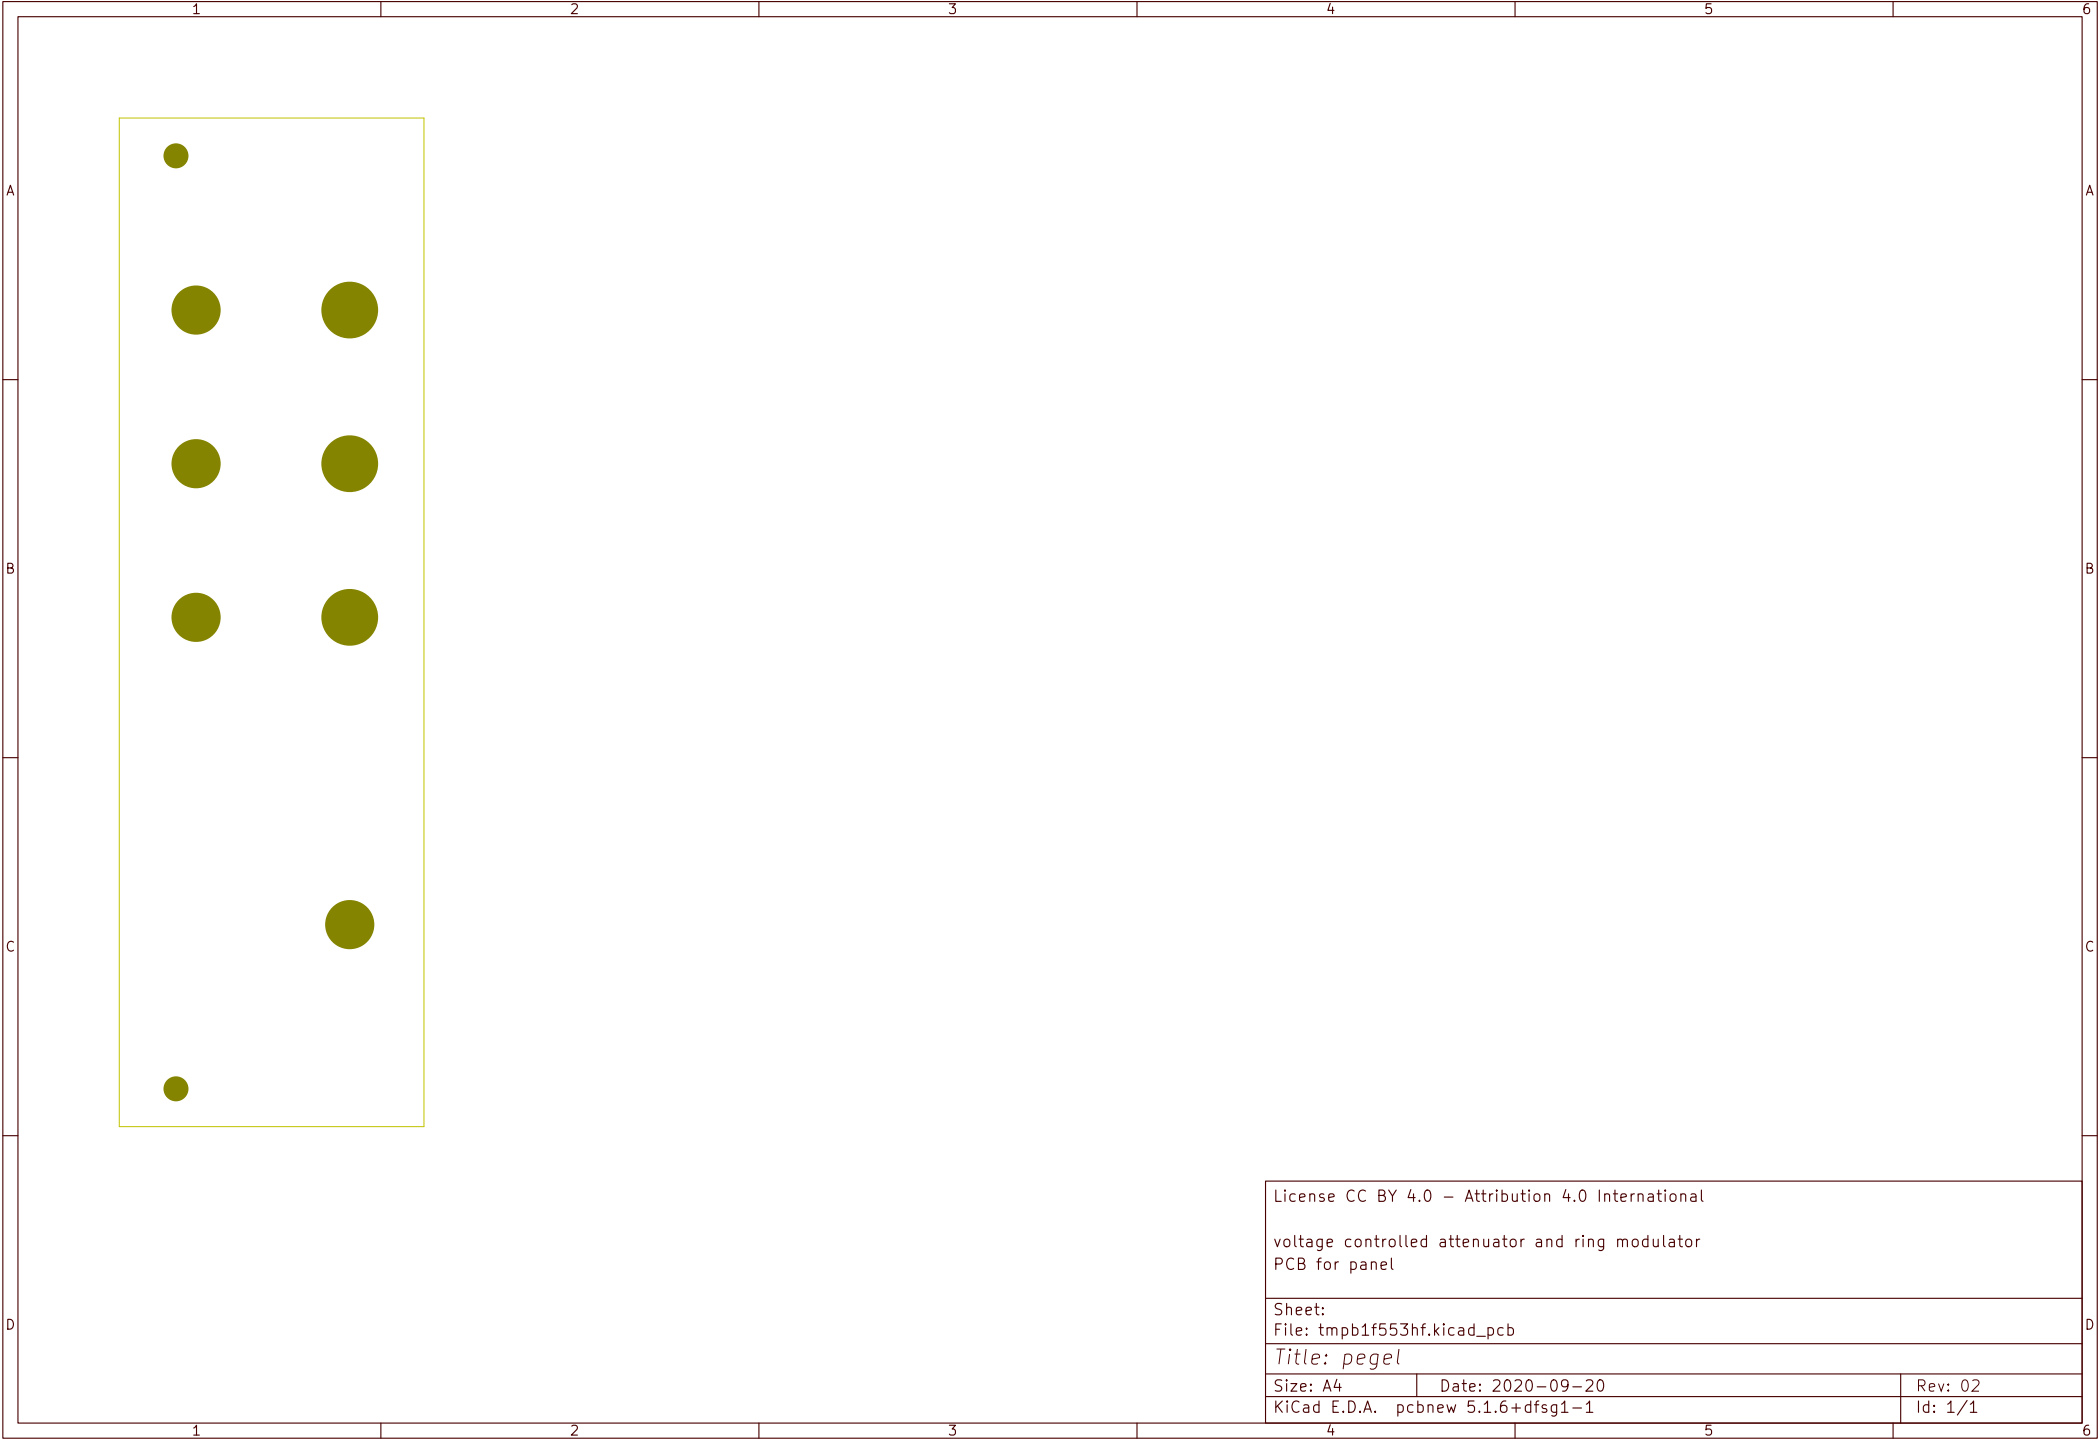 1 2 3 4 5 6
A A
B B
C C
License CC BY 4.0 - Attribution 4.0 International
voltage controlled attenuator and ring modulator
PCB for panel
Sheet:
D D
File: tmpb1f553hf.kicad_pcb
Title: pegel
Size: A4 Date: 2020-09-20 Rev: 02
KiCad E.D.A. pcbnew 5.1.6+dfsg1-1 Id: 1/1
1 2 3 4 5 6